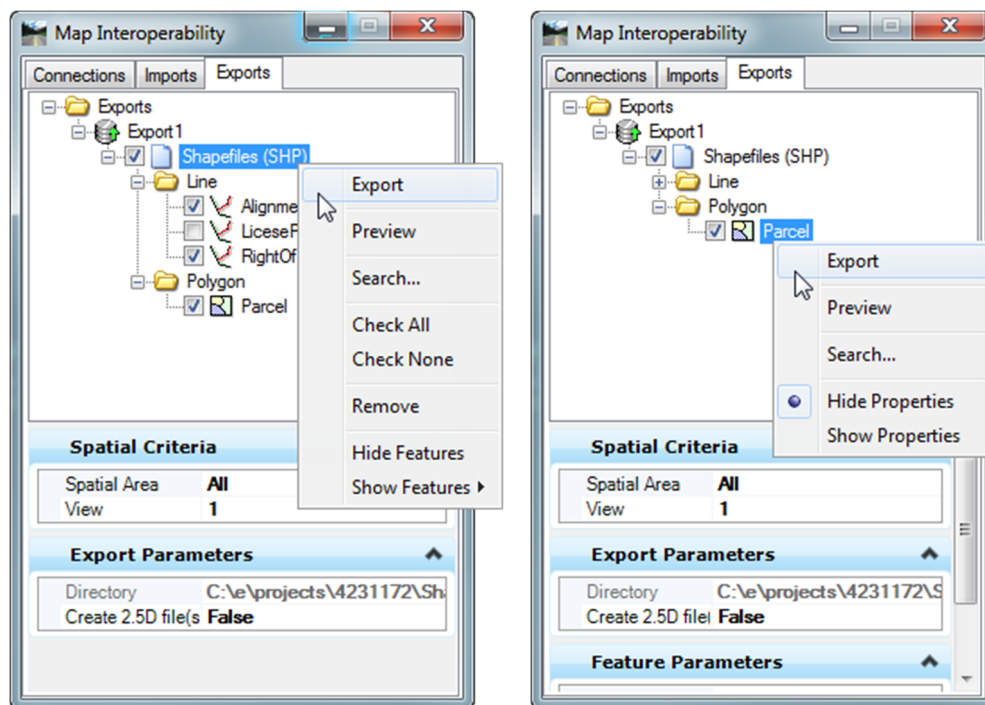 Map Interoperability
Connections Imports Exports
Exports
Export1
Shapefiles (SHP)
Line
Alignme
LiceseF
RightOf
Polygon
Parcel
Export
Preview
Search...
Check All
Check None
Remove
Hide Features
Show Features
Spatial Criteria
Spatial Area All
View 1
Export Parameters
Directory C:\e\projects\4231172\Sh
Create 2.5D file(s False
Map Interoperability
Connections Imports Exports
Exports
Export1
Shapefiles (SHP)
Line
Polygon
Parcel
Export
Preview
Search...
Hide Properties
Show Properties
Spatial Criteria
Spatial Area All
View 1
Export Parameters
Directory C:\e\projects\4231172\S
Create 2.5D file( False
Feature Parameters